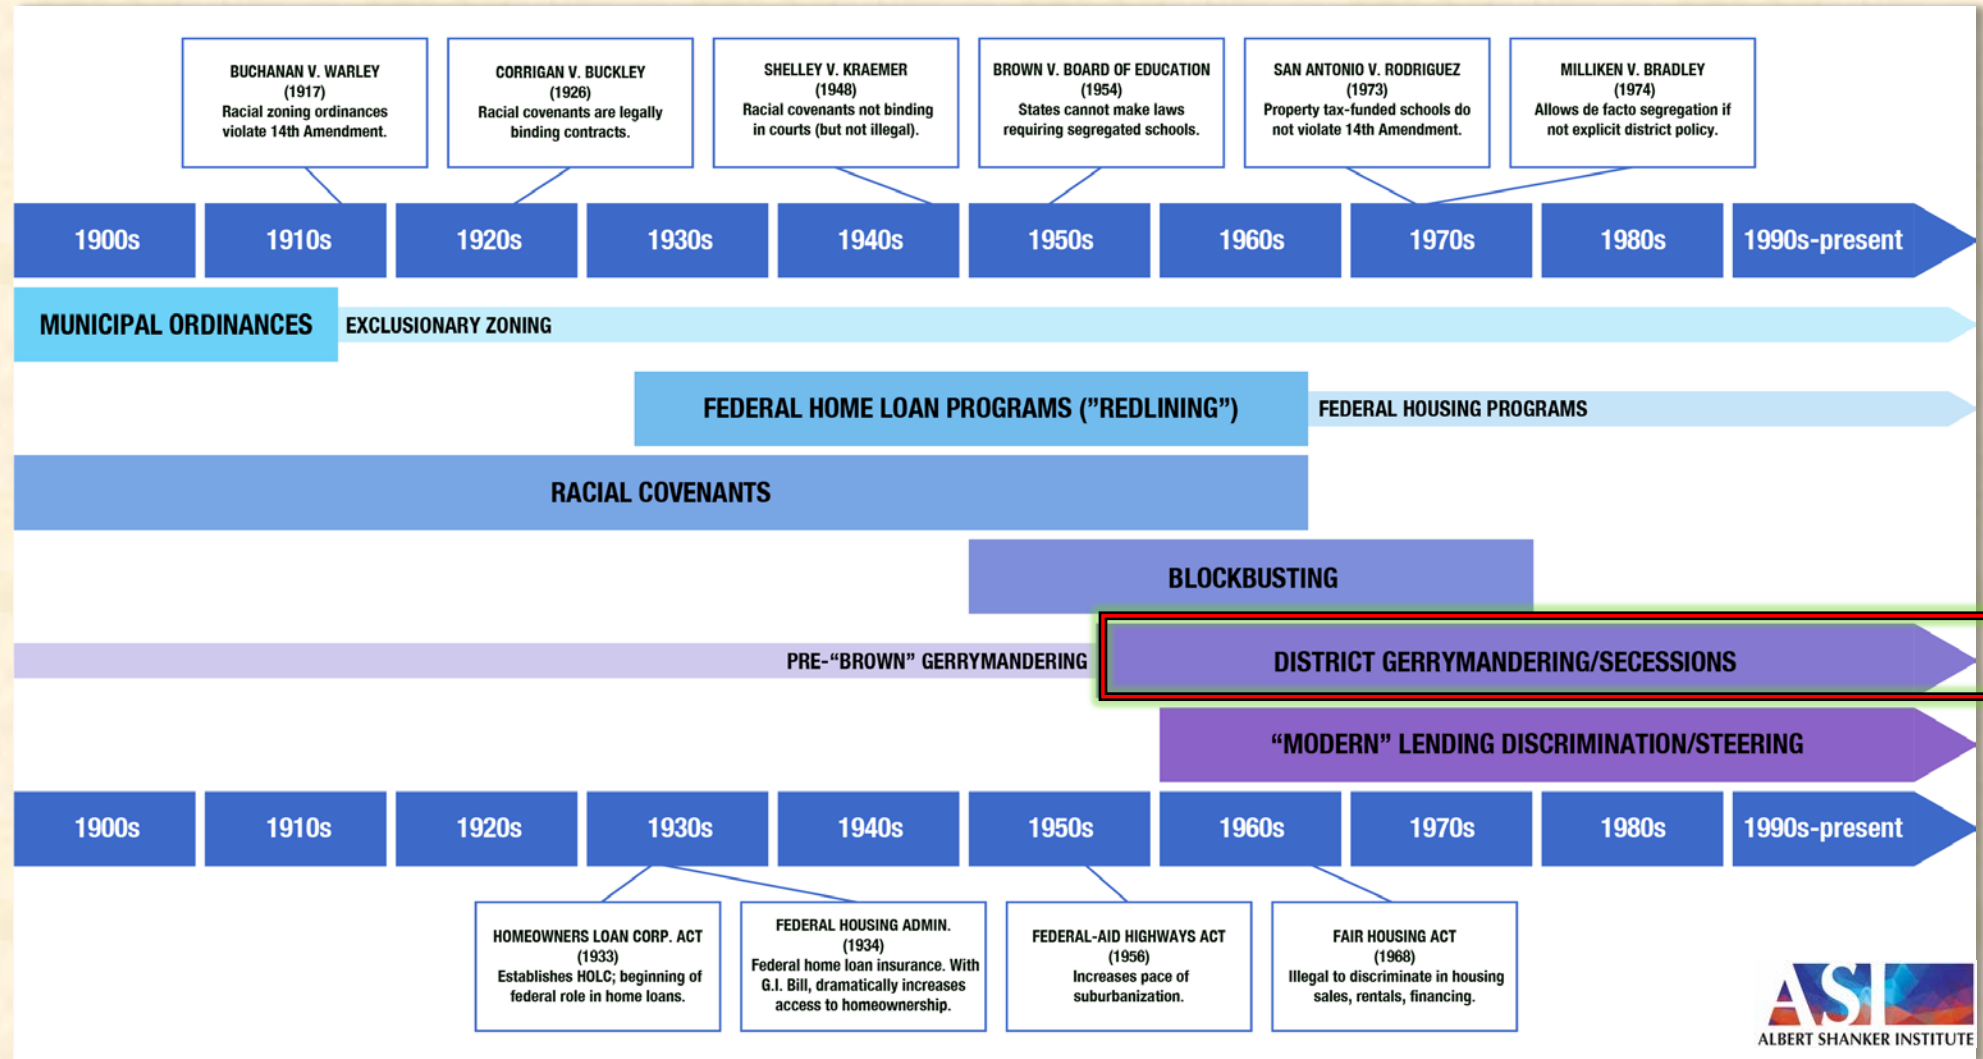 BUCHANAN V. WARLEY
(1917)
Racial zoning ordinances
violate 14th Amendment.
CORRIGAN V. BUCKLEY
(1926)
Racial covenants are legally
binding contracts.
SHELLEY V. KRAEMER
(1948)
Racial covenants not binding
in courts (but not illegal).
BROWN V. BOARD OF EDUCATION
(1954)
States cannot make laws
requiring segregated schools.
SAN ANTONIO V. RODRIGUEZ
(1973)
Property tax-funded schools do
not violate 14th Amendment.
MILLIKEN V. BRADLEY
(1974)
Allows de facto segregation if
not explicit district policy.
1900s
1910s
1920s
1930s
1940s
1950s
1960s
1970s
1980s
1990s-present
MUNICIPAL ORDINANCES
EXCLUSIONARY ZONING
FEDERAL HOME LOAN PROGRAMS (”REDLINING”)
FEDERAL HOUSING PROGRAMS
RACIAL COVENANTS
BLOCKBUSTING
PRE-“BROWN” GERRYMANDERING
DISTRICT GERRYMANDERING/SECESSIONS
“MODERN” LENDING DISCRIMINATION/STEERING
1900s
1910s
1920s
1930s
1940s
1950s
1960s
1970s
1980s
1990s-present
HOMEOWNERS LOAN CORP. ACT
(1933)
Establishes HOLC; beginning of
federal role in home loans.
FEDERAL HOUSING ADMIN.
(1934)
Federal home loan insurance. With
G.I. Bill, dramatically increases
access to homeownership.
FEDERAL-AID HIGHWAYS ACT
(1956)
Increases pace of
suburbanization.
FAIR HOUSING ACT
(1968)
Illegal to discriminate in housing
sales, rentals, financing.
ASI
ALBERT SHANKER INSTITUTE